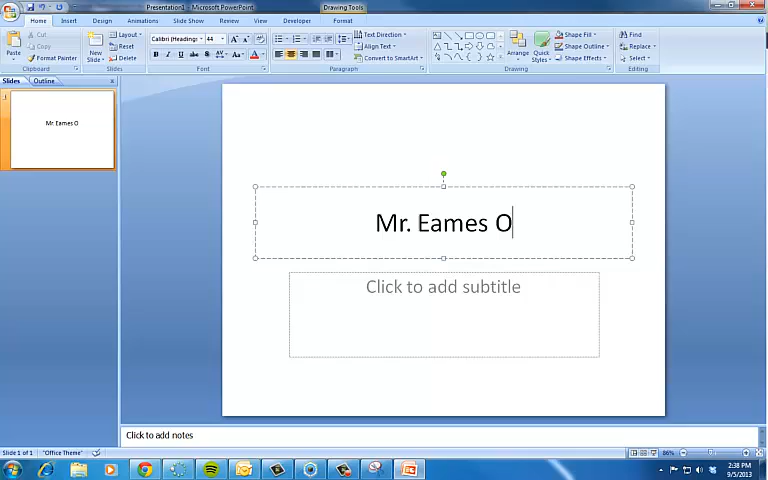 Presentation1 - Microsoft PowerPoint
Drawing Tools
Home Insert Design Animations Slide Show Review View Developer Format
Paste
Cut
Copy
Format Painter
Clipboard
New Slide
Layout
Reset
Delete
Slides
Calibri (Headings) 44
Font
Paragraph
Text Direction
Align Text
Convert to SmartArt
Arrange
Quick Styles
Shape Fill
Shape Outline
Shape Effects
Drawing
Find
Replace
Select
Editing
Slides Outline
1
Mr. Eames O
Mr. Eames O
Click to add subtitle
Click to add notes
Slide 1 of 1 "Office Theme" 86%
2:38 PM
9/5/2013